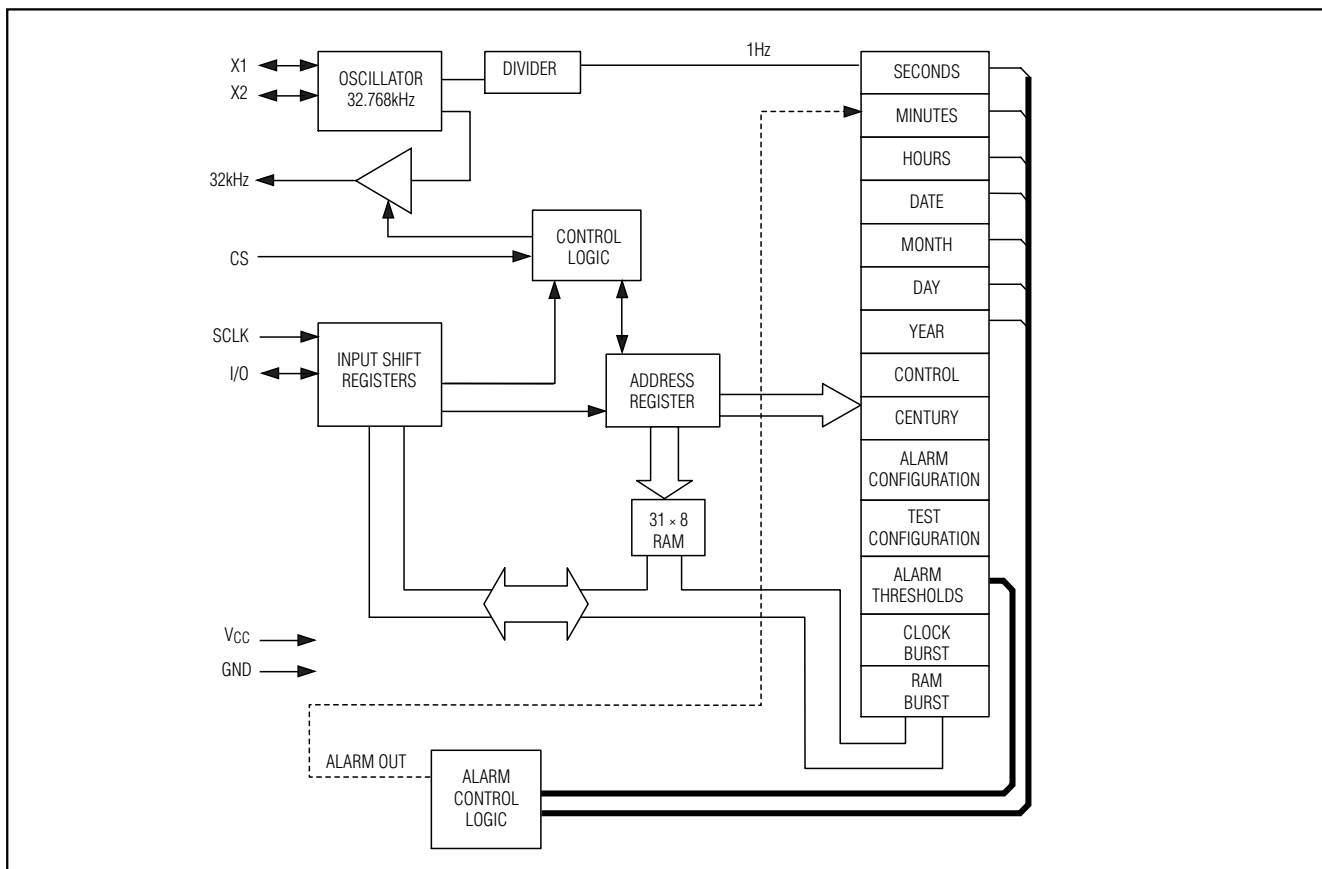 X1
X2
OSCILLATOR
32.768kHz
DIVIDER
1Hz
32kHz
CS
CONTROL
LOGIC
SCLK
I/O
INPUT SHIFT
REGISTERS
ADDRESS
REGISTER
31 × 8
RAM
VCC
GND
ALARM OUT
ALARM
CONTROL
LOGIC
SECONDS
MINUTES
HOURS
DATE
MONTH
DAY
YEAR
CONTROL
CENTURY
ALARM
CONFIGURATION
TEST
CONFIGURATION
ALARM
THRESHOLDS
CLOCK
BURST
RAM
BURST